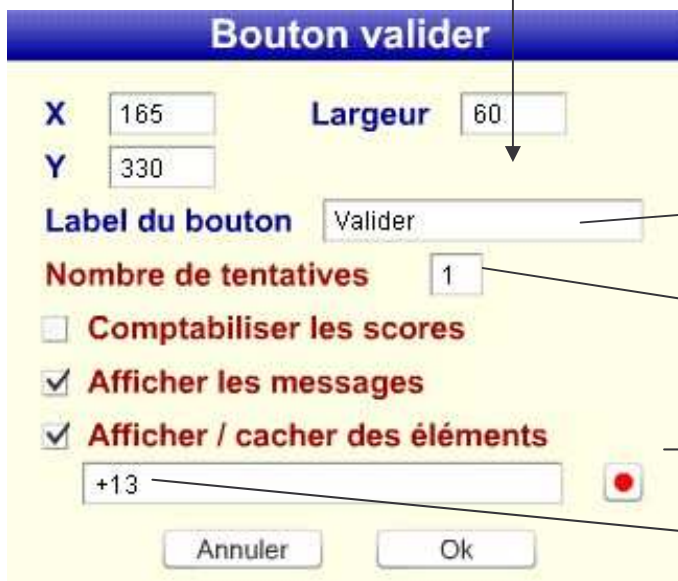 Bouton valider
X 165 Largeur 60
Y 330
Label du bouton Valider
Nombre de tentatives 1
Comptabiliser les scores
Afficher les messages
Afficher / cacher des éléments
+13
Annuler Ok